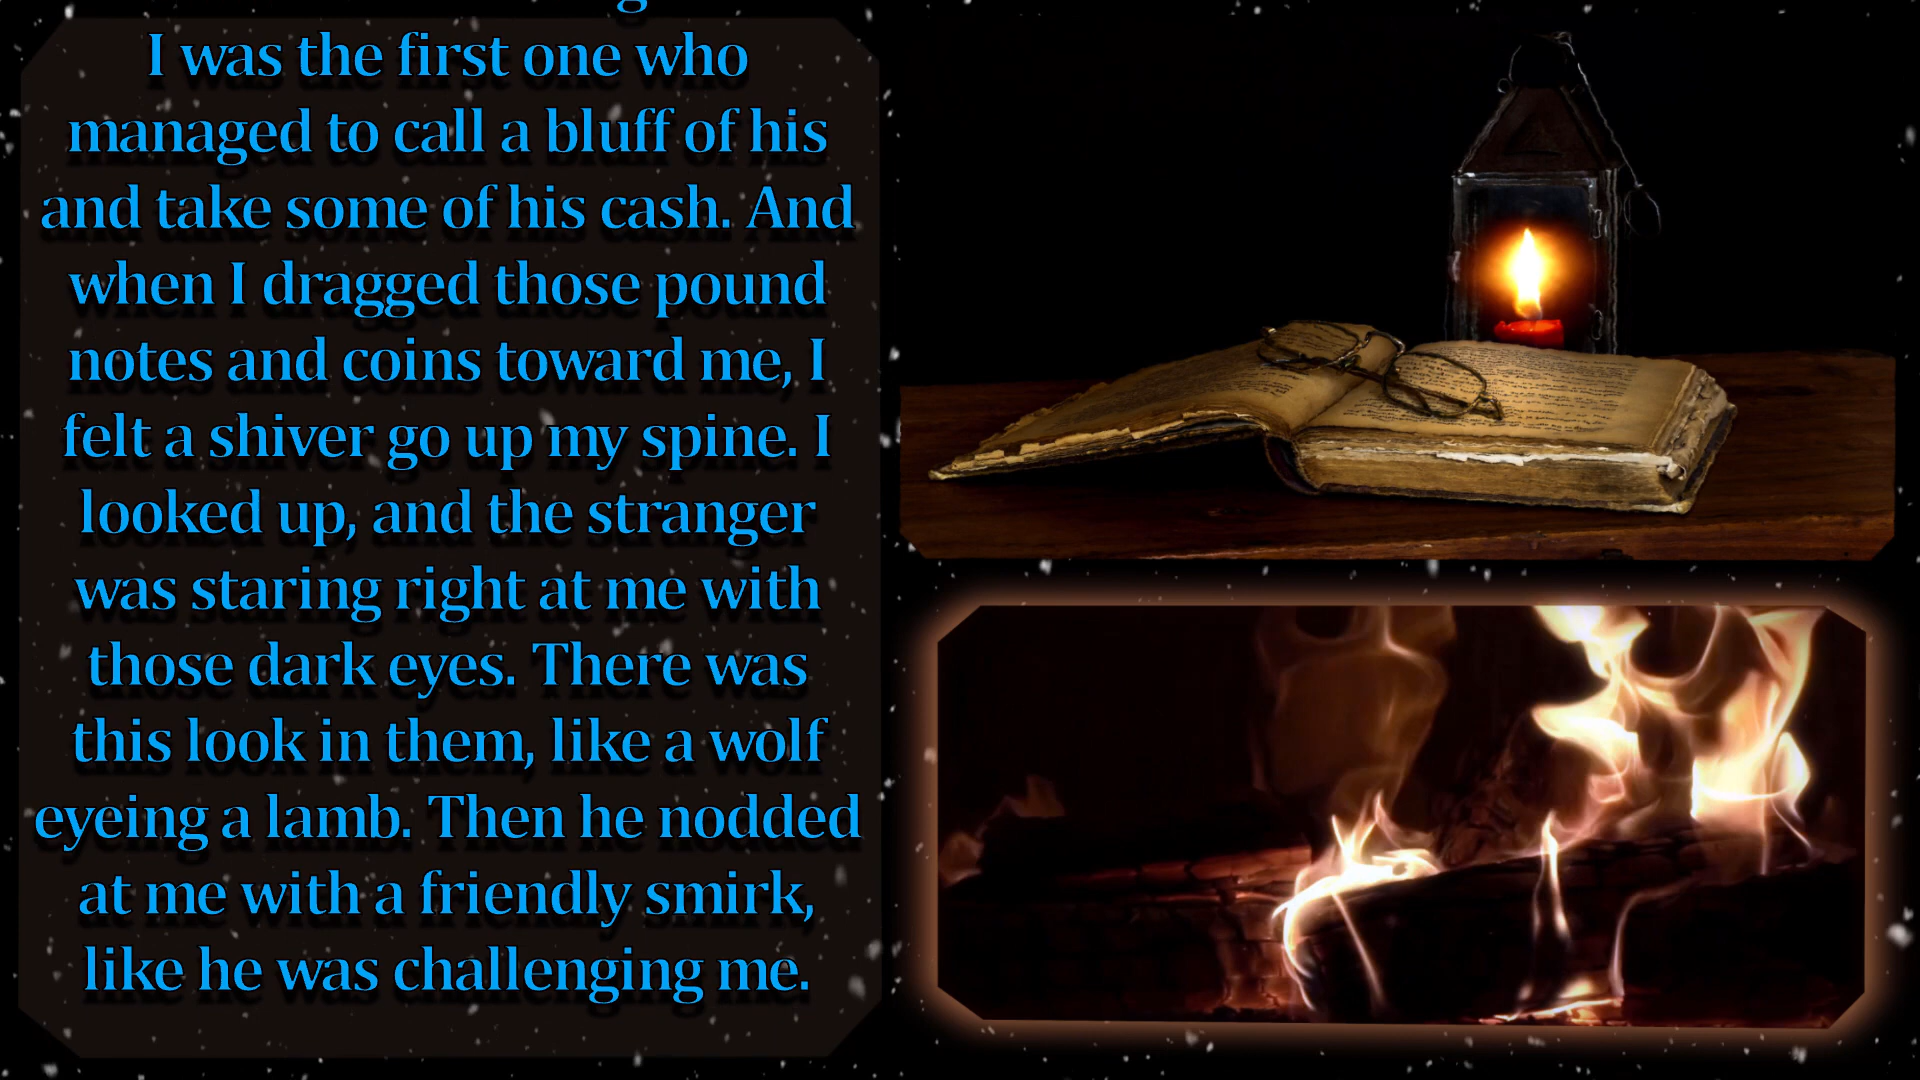 I was the first one who
managed to call a bluff of his
and take some of his cash. And
when I dragged those pound
notes and coins toward me, I
felt a shiver go up my spine. I
looked up, and the stranger
was staring right at me with
those dark eyes. There was
this look in them, like a wolf
eyeing a lamb. Then he nodded
at me with a friendly smirk,
like he was challenging me.